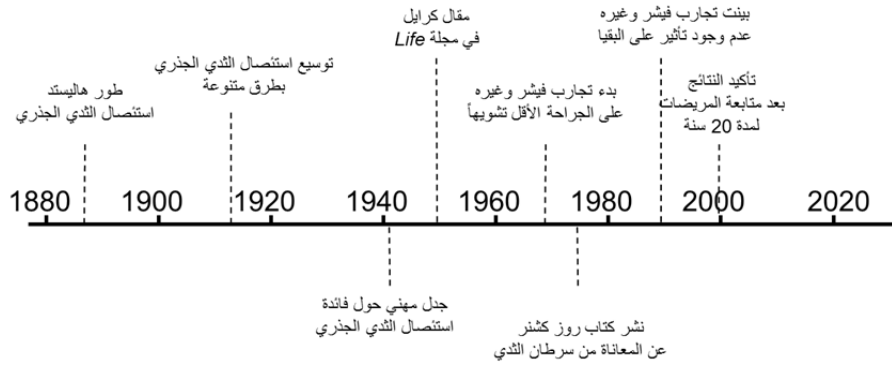 طور هاليستد
استئصال الثدي الجذري
توسيع استئصال الثدي الجذري
بطرق متنوعة
مقال كرايل
في مجلة Life
بدء تجارب فيشر وغيره
على الجراحة الأقل تشويهاً
بينت تجارب فيشر وغيره
عدم وجود تأثير على البقيا
تأكيد النتائج
بعد متابعة المريضات
لمدة 20 سنة
1880 1900 1920 1940 1960 1980 2000 2020
جدل مهني حول فائدة
استئصال الثدي الجذري
نشر كتاب روز كشنر
عن المعاناة من سرطان الثدي